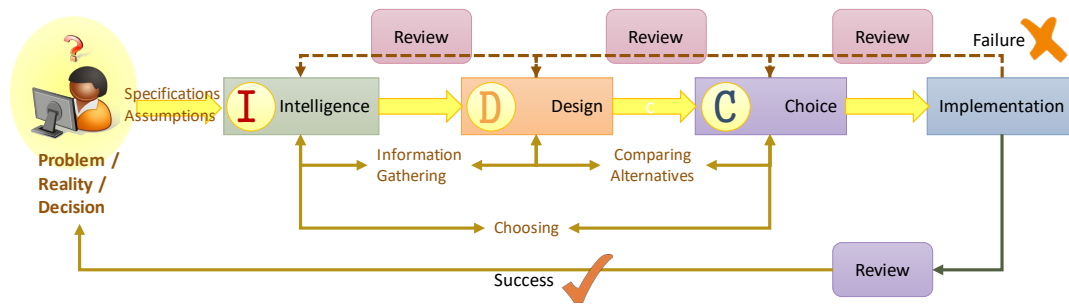 Review
Review
Review
Failure
?
Specifications
Assumptions
I
Intelligence
D
Design
C
C
Choice
Implementation
Problem /
Reality /
Decision
Information
Gathering
Comparing
Alternatives
Choosing
Success
Review